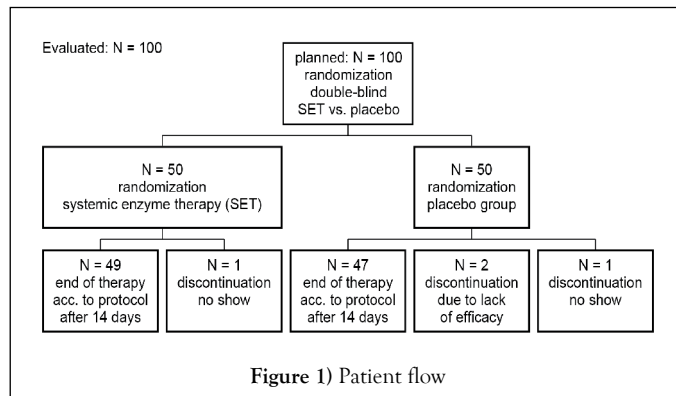 Evaluated: N = 100
planned: N = 100
randomization
double-blind
SET vs. placebo
N = 50
randomization
systemic enzyme therapy (SET)
N = 50
randomization
placebo group
N = 49
end of therapy
acc. to protocol
after 14 days
N = 1
discontinuation
no show
N = 47
end of therapy
acc. to protocol
after 14 days
N = 2
discontinuation
due to lack
of efficacy
N = 1
discontinuation
no show
Figure 1) Patient flow